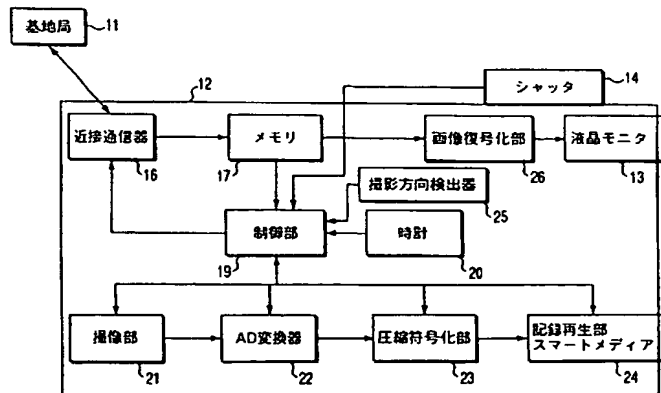 基地局
11
12
シャッタ
14
近接通信器
16
メモリ
17
画像復号化部
26
液晶モニタ
13
撮影方向検出器
25
制御部
19
時計
20
撮像部
21
AD変換器
22
圧縮符号化部
23
記録再生部
スマートメディア
24